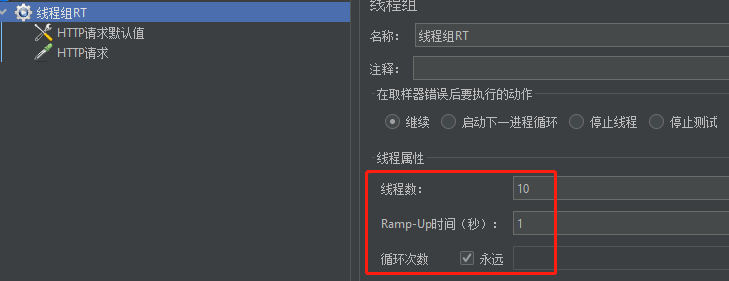 线程组RT
HTTP请求默认值
HTTP请求
线程组
名称： 线程组RT
注释：
在取样器错误后要执行的动作
继续 启动下一进程循环 停止线程 停止测试
线程属性
线程数： 10
Ramp-Up时间（秒）： 1
循环次数 永远